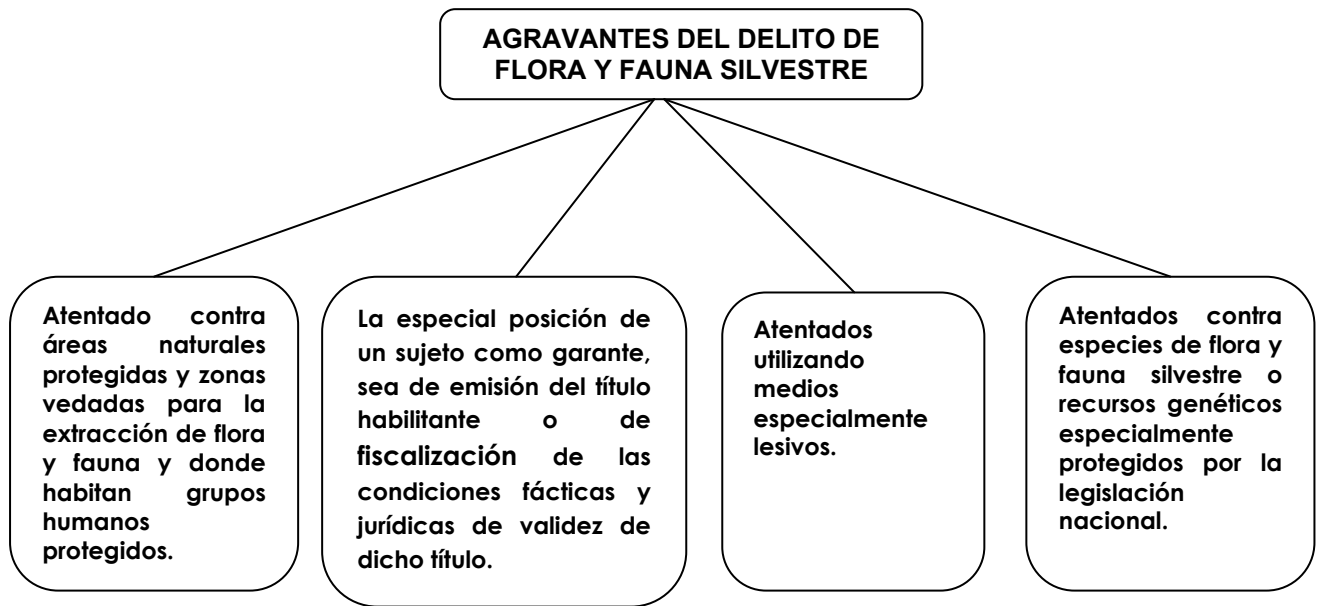 AGRAVANTES DEL DELITO DE
FLORA Y FAUNA SILVESTRE
Atentado contra
áreas naturales
protegidas y zonas
vedadas para la
extracción de flora
y fauna y donde
habitan grupos
humanos
protegidos.
La especial posición de
un sujeto como garante,
sea de emisión del título
habilitante o de
fiscalización de las
condiciones fácticas y
jurídicas de validez de
dicho título.
Atentados
utilizando
medios
especialmente
lesivos.
Atentados contra
especies de flora y
fauna silvestre o
recursos genéticos
especialmente
protegidos por la
legislación
nacional.